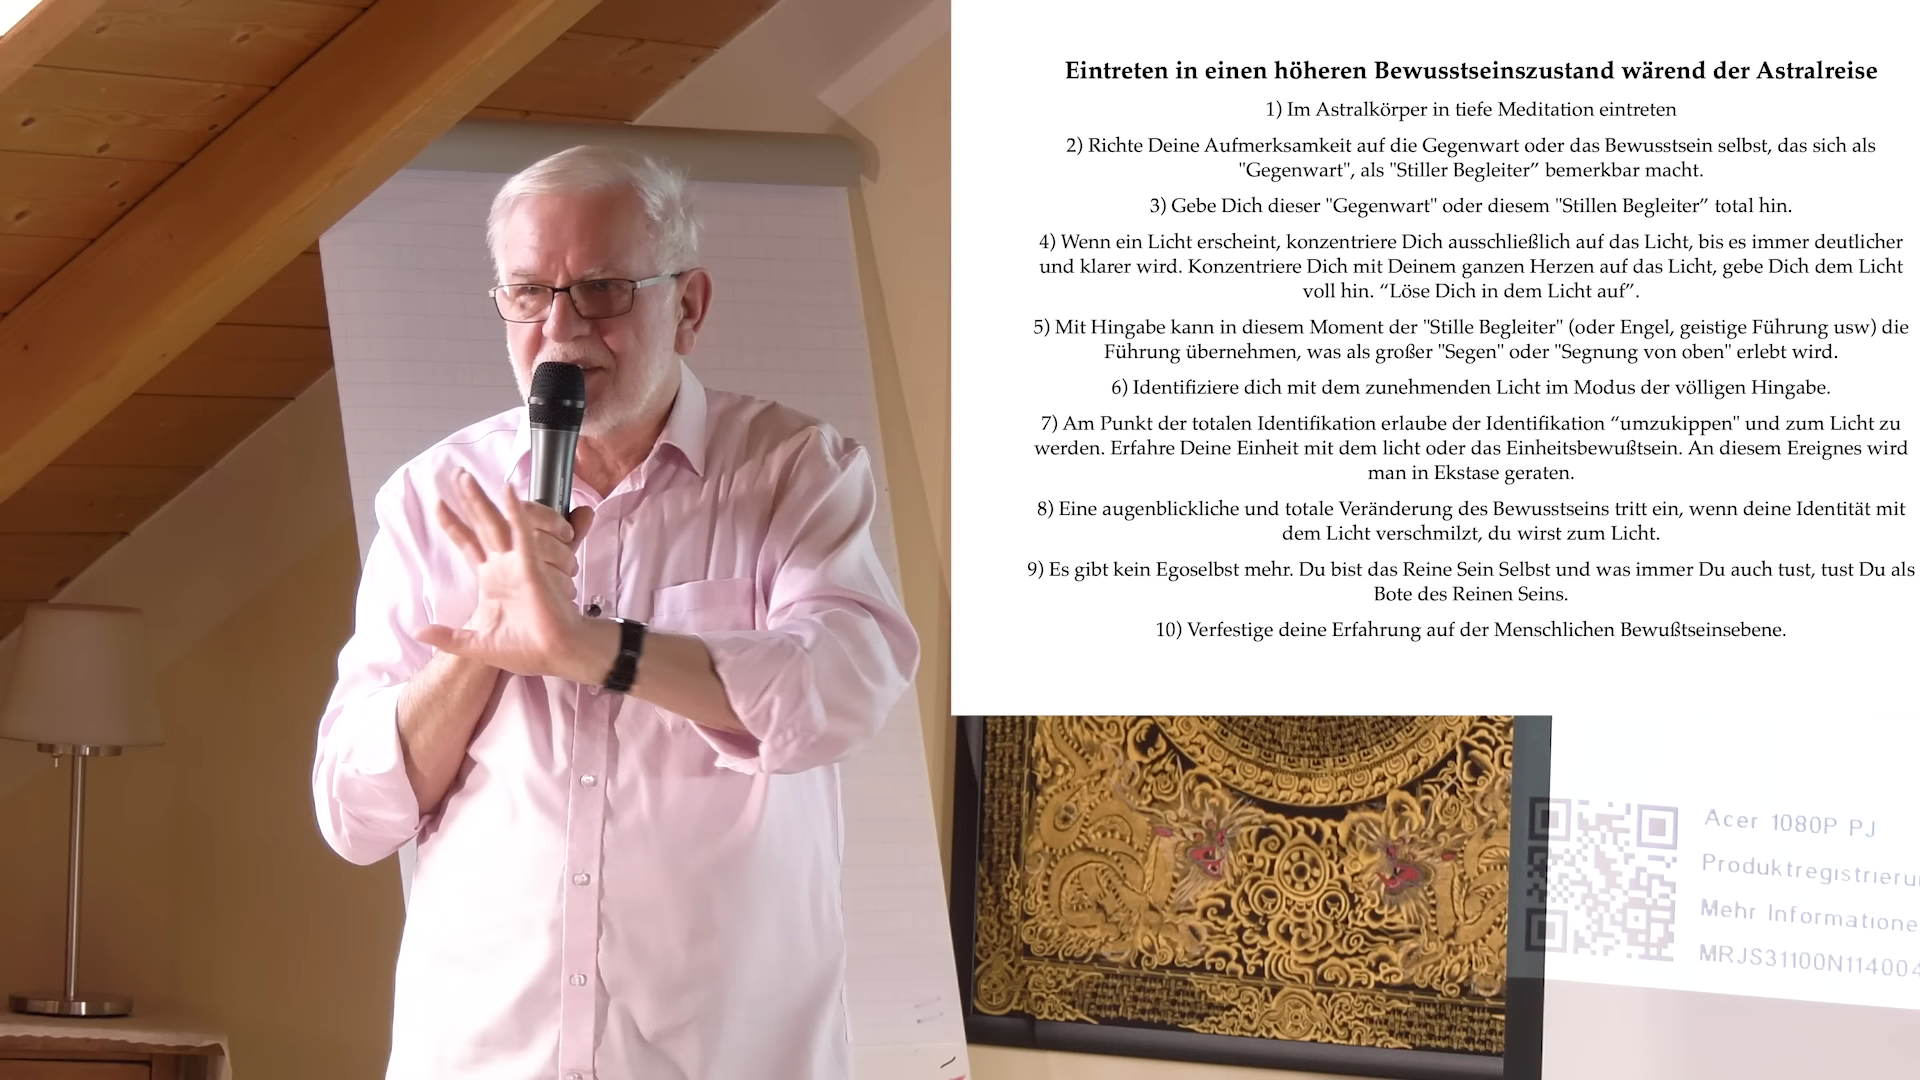 Eintreten in einen höheren Bewusstseinszustand wärend der Astralreise
1) Im Astralkörper in tiefe Meditation eintreten
2) Richte Deine Aufmerksamkeit auf die Gegenwart oder das Bewusstsein selbst, das sich als
"Gegenwart", als "Stiller Begleiter” bemerkbar macht.
3) Gebe Dich dieser "Gegenwart" oder diesem "Stillen Begleiter” total hin.
4) Wenn ein Licht erscheint, konzentriere Dich ausschließlich auf das Licht, bis es immer deutlicher
und klarer wird. Konzentriere Dich mit Deinem ganzen Herzen auf das Licht, gebe Dich dem Licht
voll hin. “Löse Dich in dem Licht auf”.
5) Mit Hingabe kann in diesem Moment der "Stille Begleiter" (oder Engel, geistige Führung usw) die
Führung übernehmen, was als großer "Segen" oder "Segnung von oben" erlebt wird.
6) Identifiziere dich mit dem zunehmenden Licht im Modus der völligen Hingabe.
7) Am Punkt der totalen Identifikation erlaube der Identifikation “umzukippen" und zum Licht zu
werden. Erfahre Deine Einheit mit dem licht oder das Einheitsbewußtsein. An diesem Ereignes wird
man in Ekstase geraten.
8) Eine augenblickliche und totale Veränderung des Bewusstseins tritt ein, wenn deine Identität mit
dem Licht verschmilzt, du wirst zum Licht.
9) Es gibt kein Egoselbst mehr. Du bist das Reine Sein Selbst und was immer Du auch tust, tust Du als
Bote des Reinen Seins.
10) Verfestige deine Erfahrung auf der Menschlichen Bewußtseinsebene.
Acer 1080P PJ
Produktregistrieru
Mehr Informatione
MRJS31100N114004